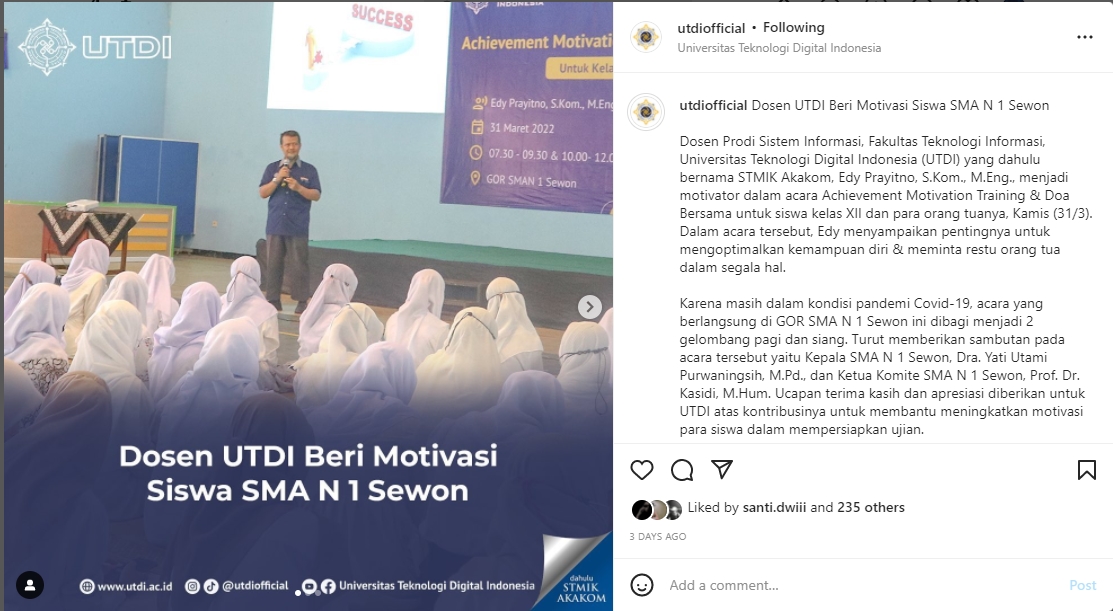 UTDI
SUCCESS
INDONESIA
Achievement Motivati
Untuk Kela
Edy Prayitno, S.Kom., M.Eng
31 Maret 2022
07.30 - 09.30 & 10.00- 12.0
GOR SMAN 1 Sewon
Dosen UTDI Beri Motivasi
Siswa SMA N 1 Sewon
www.utdi.ac.id @utdiofficial Universitas Teknologi Digital Indonesia
dahulu
STMIK
AKAKOM
utdiofficial • Following
Universitas Teknologi Digital Indonesia
utdiofficial Dosen UTDI Beri Motivasi Siswa SMA N 1 Sewon
Dosen Prodi Sistem Informasi, Fakultas Teknologi Informasi,
Universitas Teknologi Digital Indonesia (UTDI) yang dahulu
bernama STMIK Akakom, Edy Prayitno, S.Kom., M.Eng., menjadi
motivator dalam acara Achievement Motivation Training & Doa
Bersama untuk siswa kelas XII dan para orang tuanya, Kamis (31/3).
Dalam acara tersebut, Edy menyampaikan pentingnya untuk
mengoptimalkan kemampuan diri & meminta restu orang tua
dalam segala hal.
Karena masih dalam kondisi pandemi Covid-19, acara yang
berlangsung di GOR SMA N 1 Sewon ini dibagi menjadi 2
gelombang pagi dan siang. Turut memberikan sambutan pada
acara tersebut yaitu Kepala SMA N 1 Sewon, Dra. Yati Utami
Purwaningsih, M.Pd., dan Ketua Komite SMA N 1 Sewon, Prof. Dr.
Kasidi, M.Hum. Ucapan terima kasih dan apresiasi diberikan untuk
UTDI atas kontribusinya untuk membantu meningkatkan motivasi
para siswa dalam mempersiapkan ujian.
Liked by santi.dwiii and 235 others
3 DAYS AGO
Add a comment...
Post